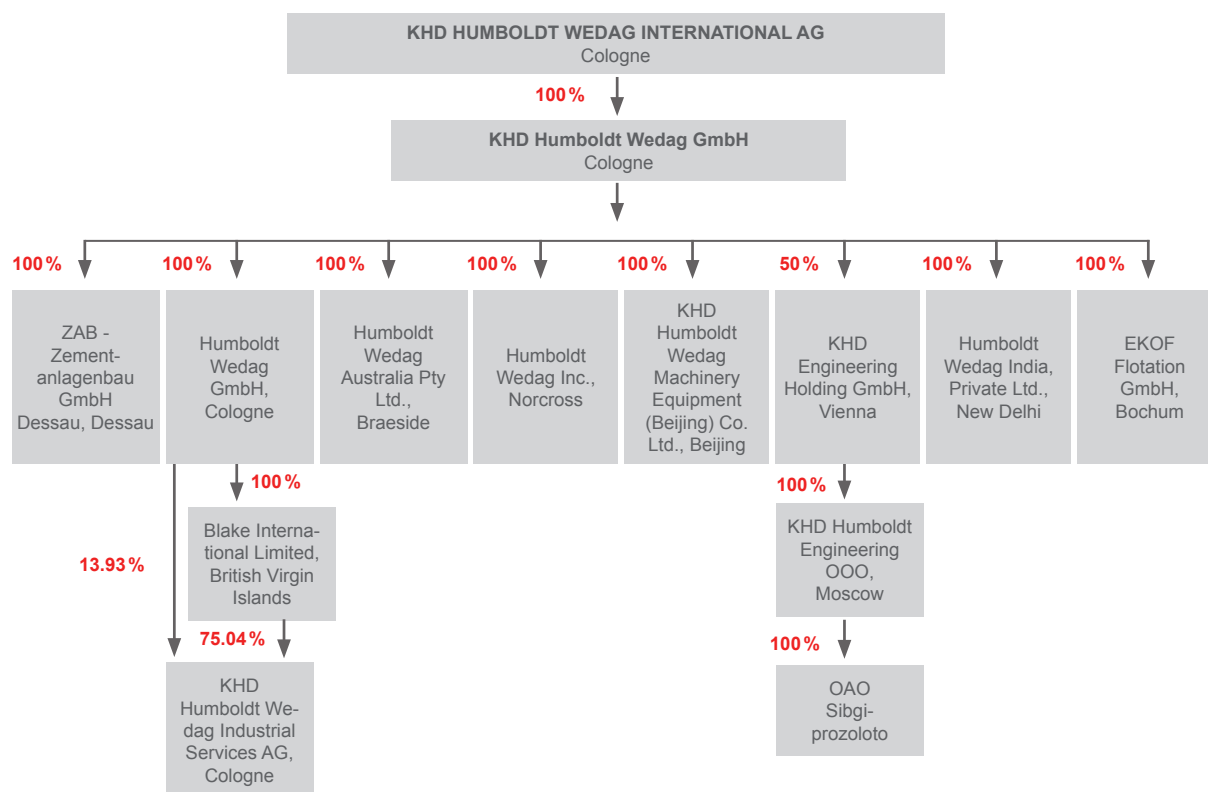 KHD HUMBOLDT WEDAG INTERNATIONAL AG
Cologne
100 %
KHD Humboldt Wedag GmbH
Cologne
100 %
100 %
100 %
100 %
100 %
50 %
100 %
100 %
ZAB -
Zement-
anlagenbau
GmbH
Dessau, Dessau
Humboldt
Wedag
GmbH,
Cologne
Humboldt
Wedag
Australia Pty
Ltd.,
Braeside
Humboldt
Wedag Inc.,
Norcross
KHD
Humboldt
Wedag
Machinery
Equipment
(Beijing) Co.
Ltd., Beijing
KHD
Engineering
Holding GmbH,
Vienna
Humboldt
Wedag India,
Private Ltd.,
New Delhi
EKOF
Flotation
GmbH,
Bochum
100 %
100 %
Blake Interna-
tional Limited,
British Virgin
Islands
KHD Humboldt
Engineering
OOO,
Moscow
13.93 %
75.04 %
100 %
KHD
Humboldt We-
dag Industrial
Services AG,
Cologne
OAO
Sibgi-
prozoloto